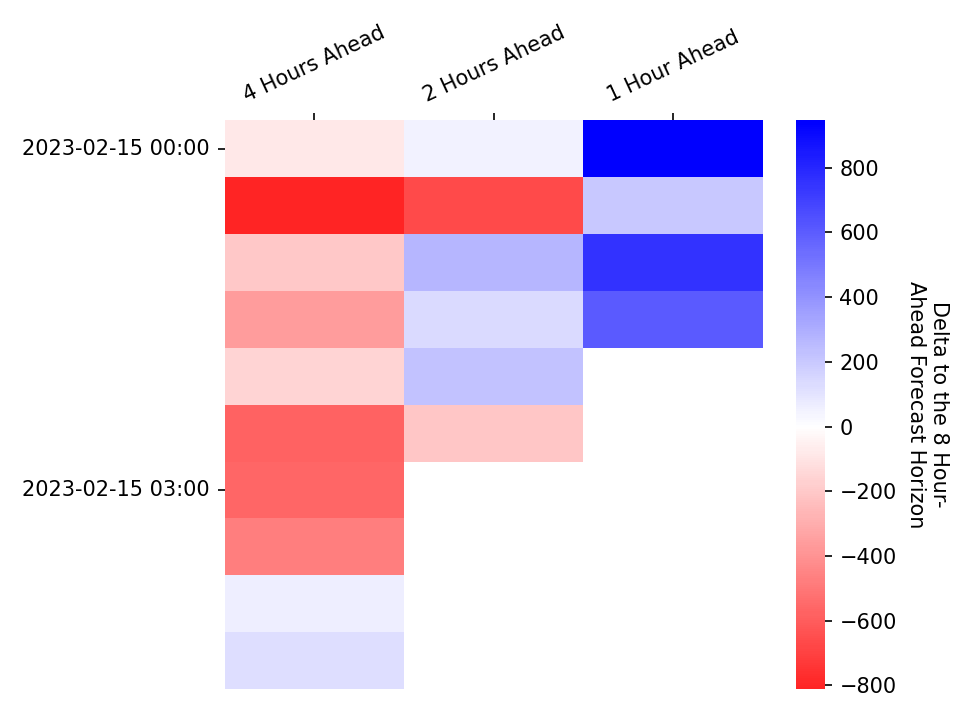 4 Hours Ahead
2 Hours Ahead
1 Hour Ahead
2023-02-15 00:00
2023-02-15 03:00
800
600
400
200
0
−200
−400
−600
−800
Delta to the 8 Hour-
Ahead Forecast Horizon